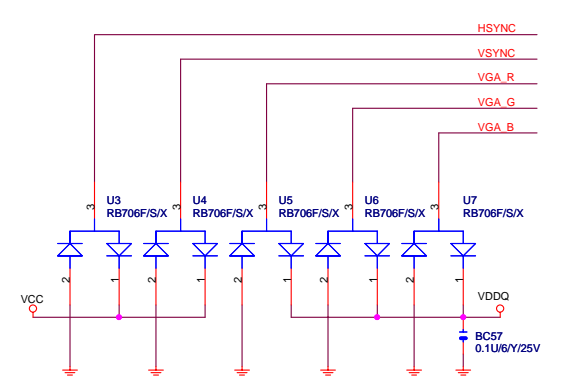 HSYNC
VSYNC
VGA_R
VGA_G
VGA_B
3
U3
RB706F/S/X
3
U4
RB706F/S/X
3
U5
RB706F/S/X
3
U6
RB706F/S/X
3
U7
RB706F/S/X
2
1
2
1
2
1
2
1
2
1
VCC
VDDQ
BC57
0.1U/6/Y/25V